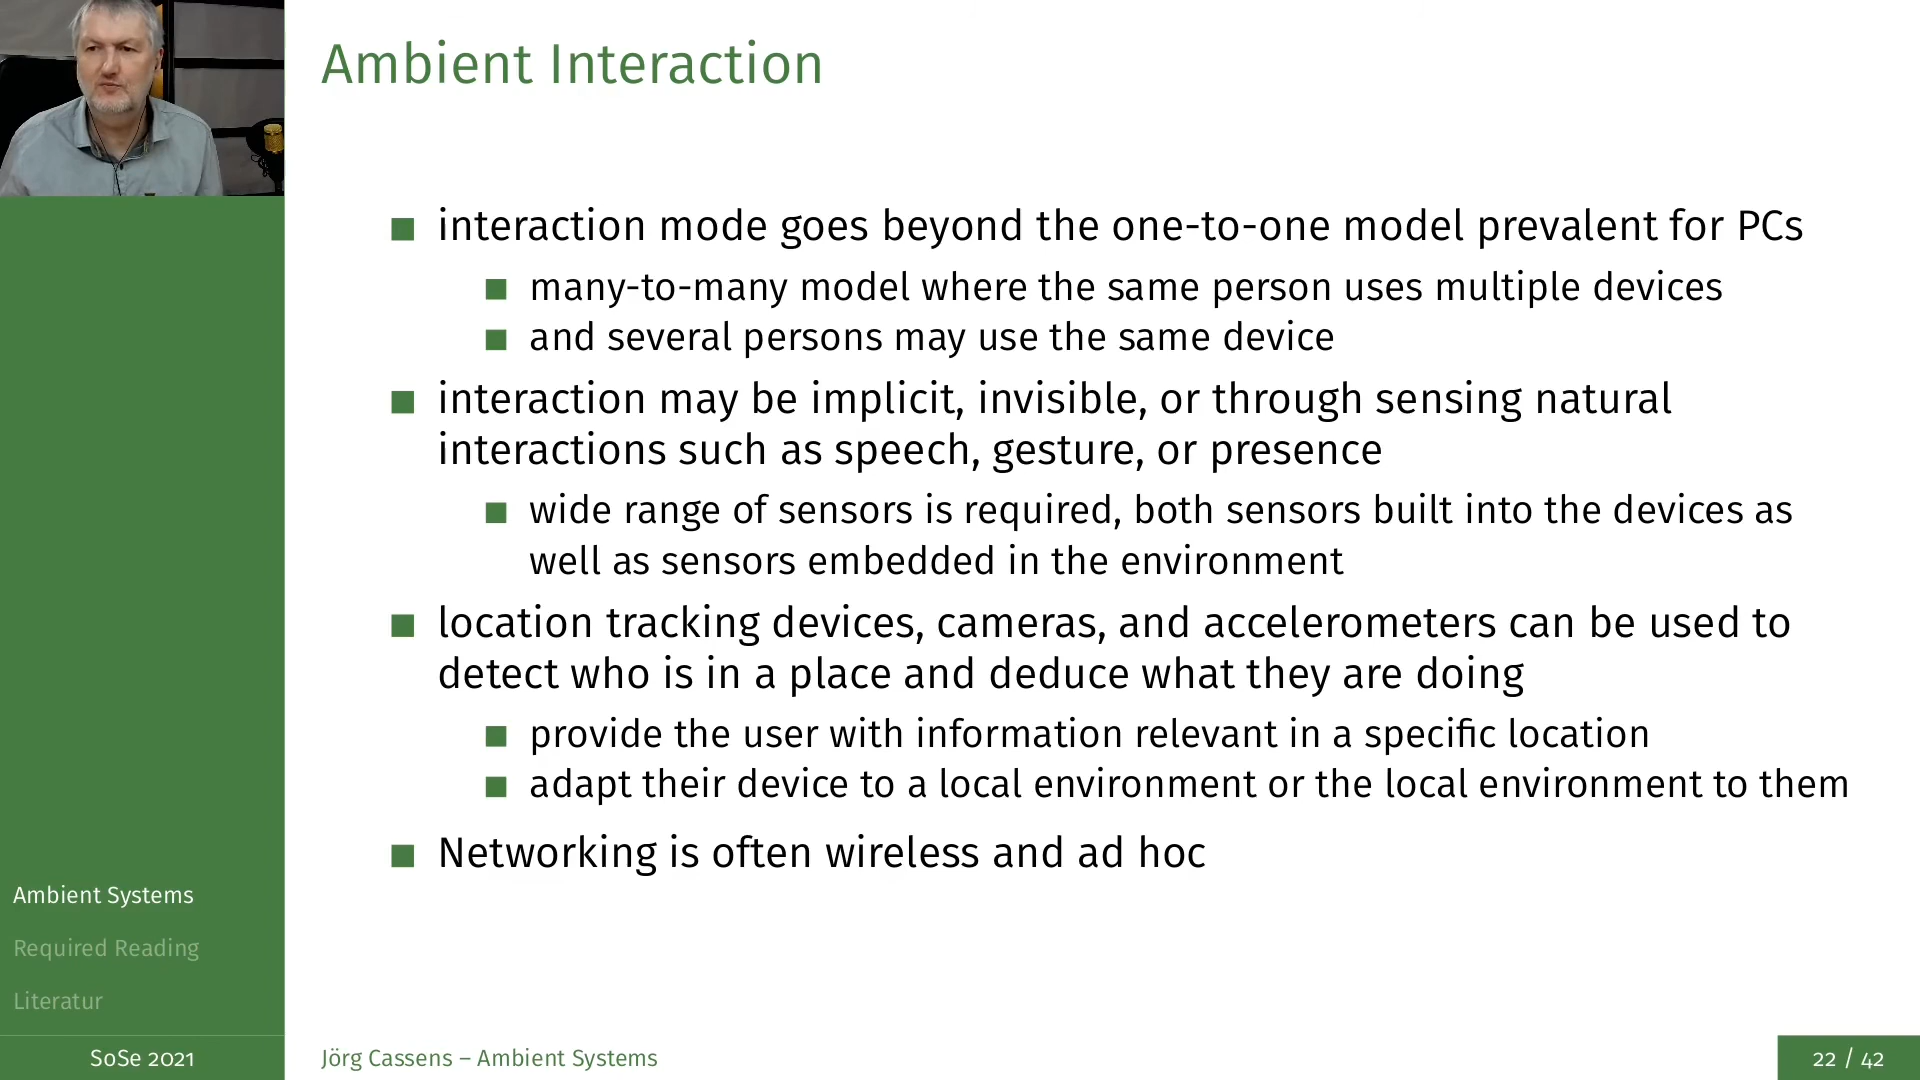 Ambient Interaction
interaction mode goes beyond the one-to-one model prevalent for PCs
many-to-many model where the same person uses multiple devices
and several persons may use the same device
interaction may be implicit, invisible, or through sensing natural
interactions such as speech, gesture, or presence
wide range of sensors is required, both sensors built into the devices as
well as sensors embedded in the environment
location tracking devices, cameras, and accelerometers can be used to
detect who is in a place and deduce what they are doing
provide the user with information relevant in a specific location
adapt their device to a local environment or the local environment to them
Networking is often wireless and ad hoc
Ambient Systems
Required Reading
Literatur
SoSe 2021
Jörg Cassens – Ambient Systems
22 / 42